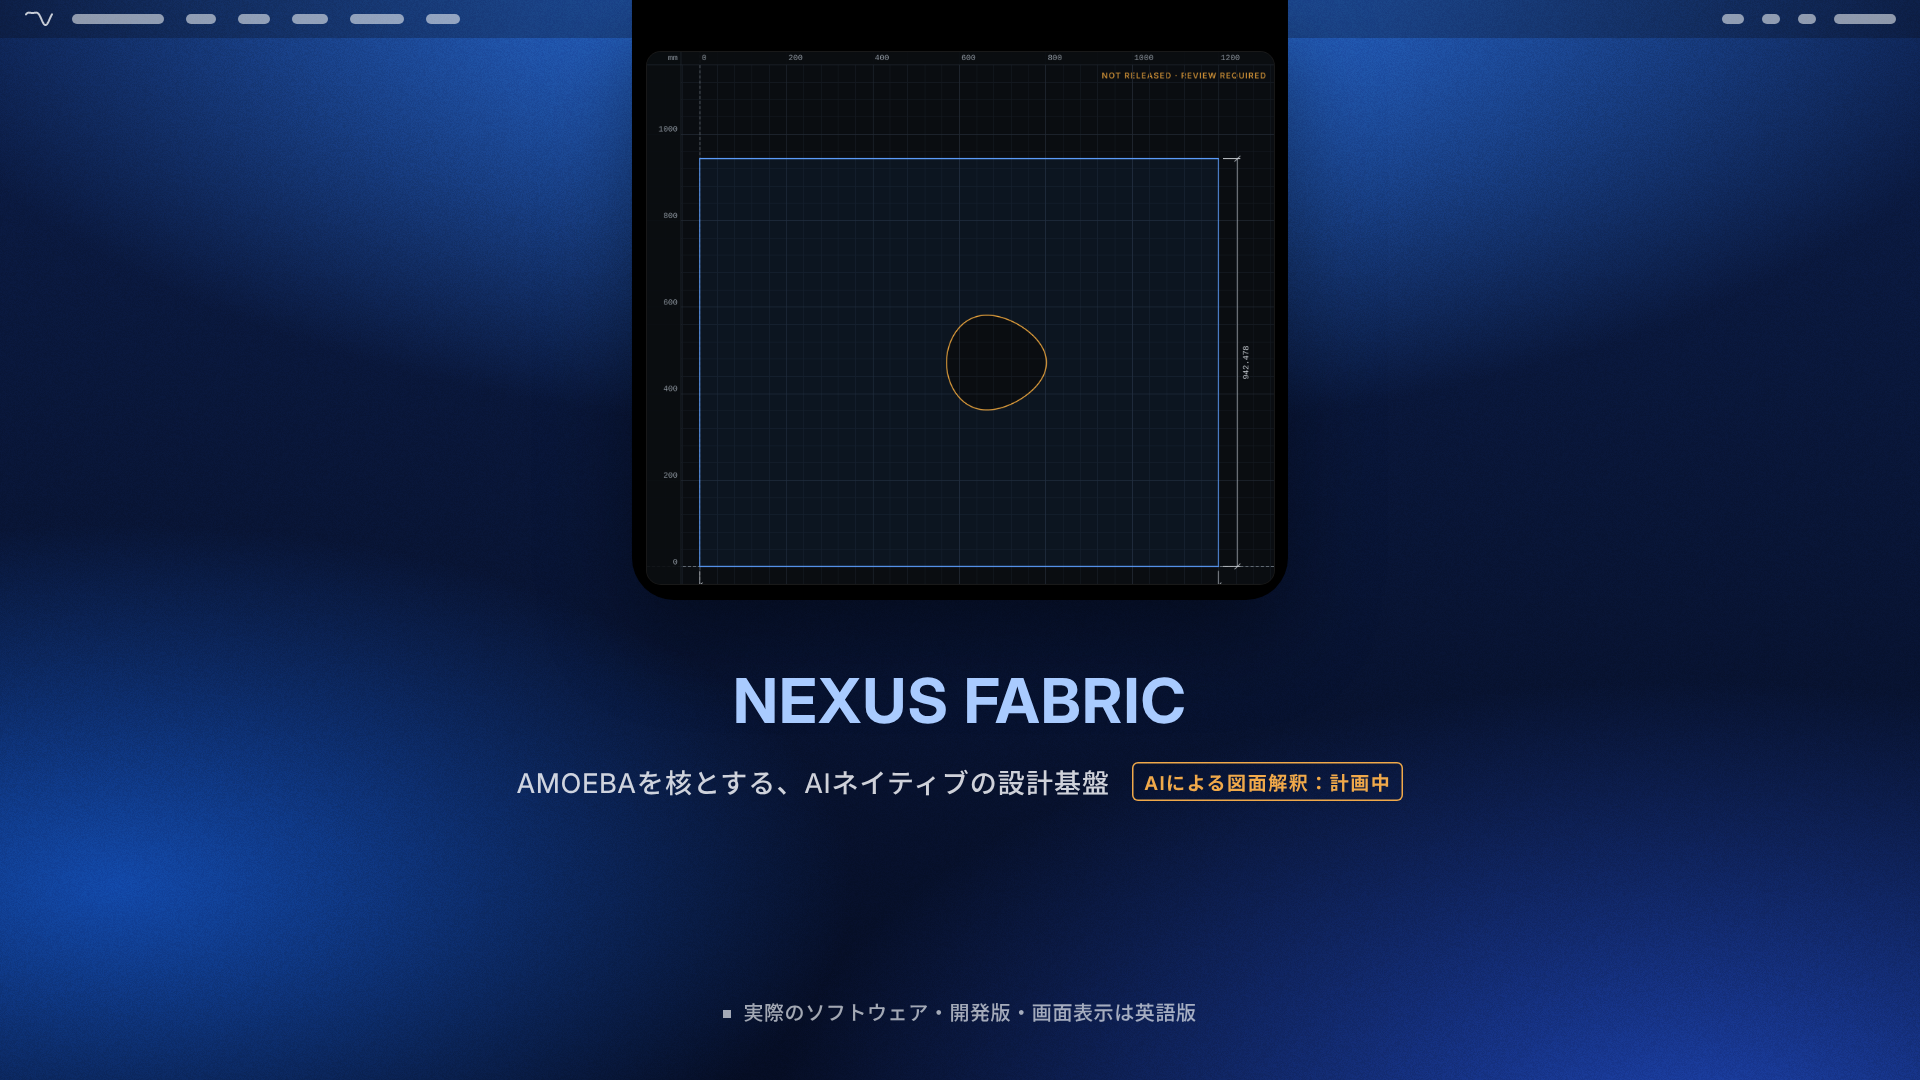 mm 0 200 400 600 800 1000 1200
NOT RELEASED · REVIEW REQUIRED
1000
800
600
400
200
0
942.478
NEXUS FABRIC
AMOEBAを核とする、AIネイティブの設計基盤
AIによる図面解釈：計画中
実際のソフトウェア・開発版・画面表示は英語版